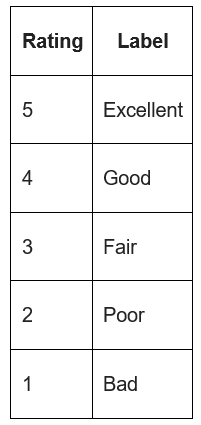 Rating Label
5 Excellent
4 Good
3 Fair
2 Poor
1 Bad